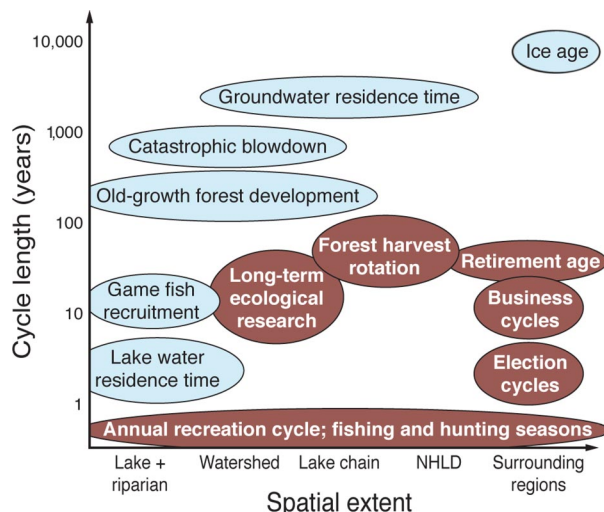 10,000
Ice age
Groundwater residence time
1,000
Catastrophic blowdown
Old-growth forest development
100
Forest harvest
rotation
Retirement age
Long-term
ecological
research
Game fish
recruitment
Business
cycles
10
Lake water
residence time
Election
cycles
1
Annual recreation cycle; fishing and hunting seasons
Cycle length (years)
Lake +
riparian
Watershed
Lake chain
NHLD
Surrounding
regions
Spatial extent